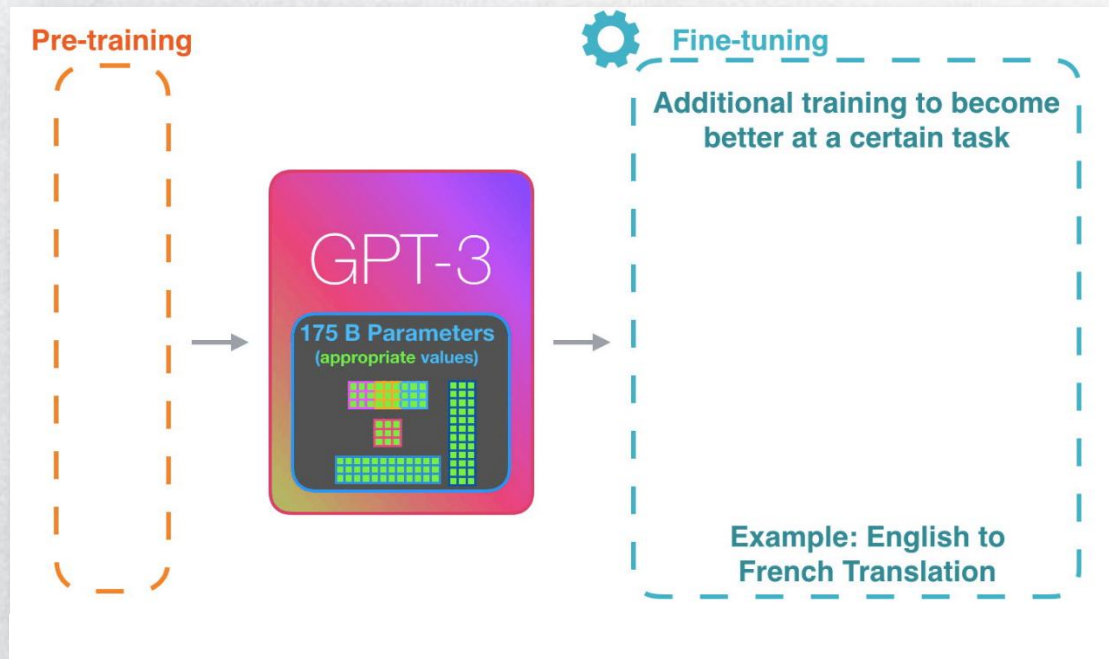 Pre-training
Fine-tuning
Additional training to become
better at a certain task
GPT-3
175 B Parameters
(appropriate values)
Example: English to
French Translation